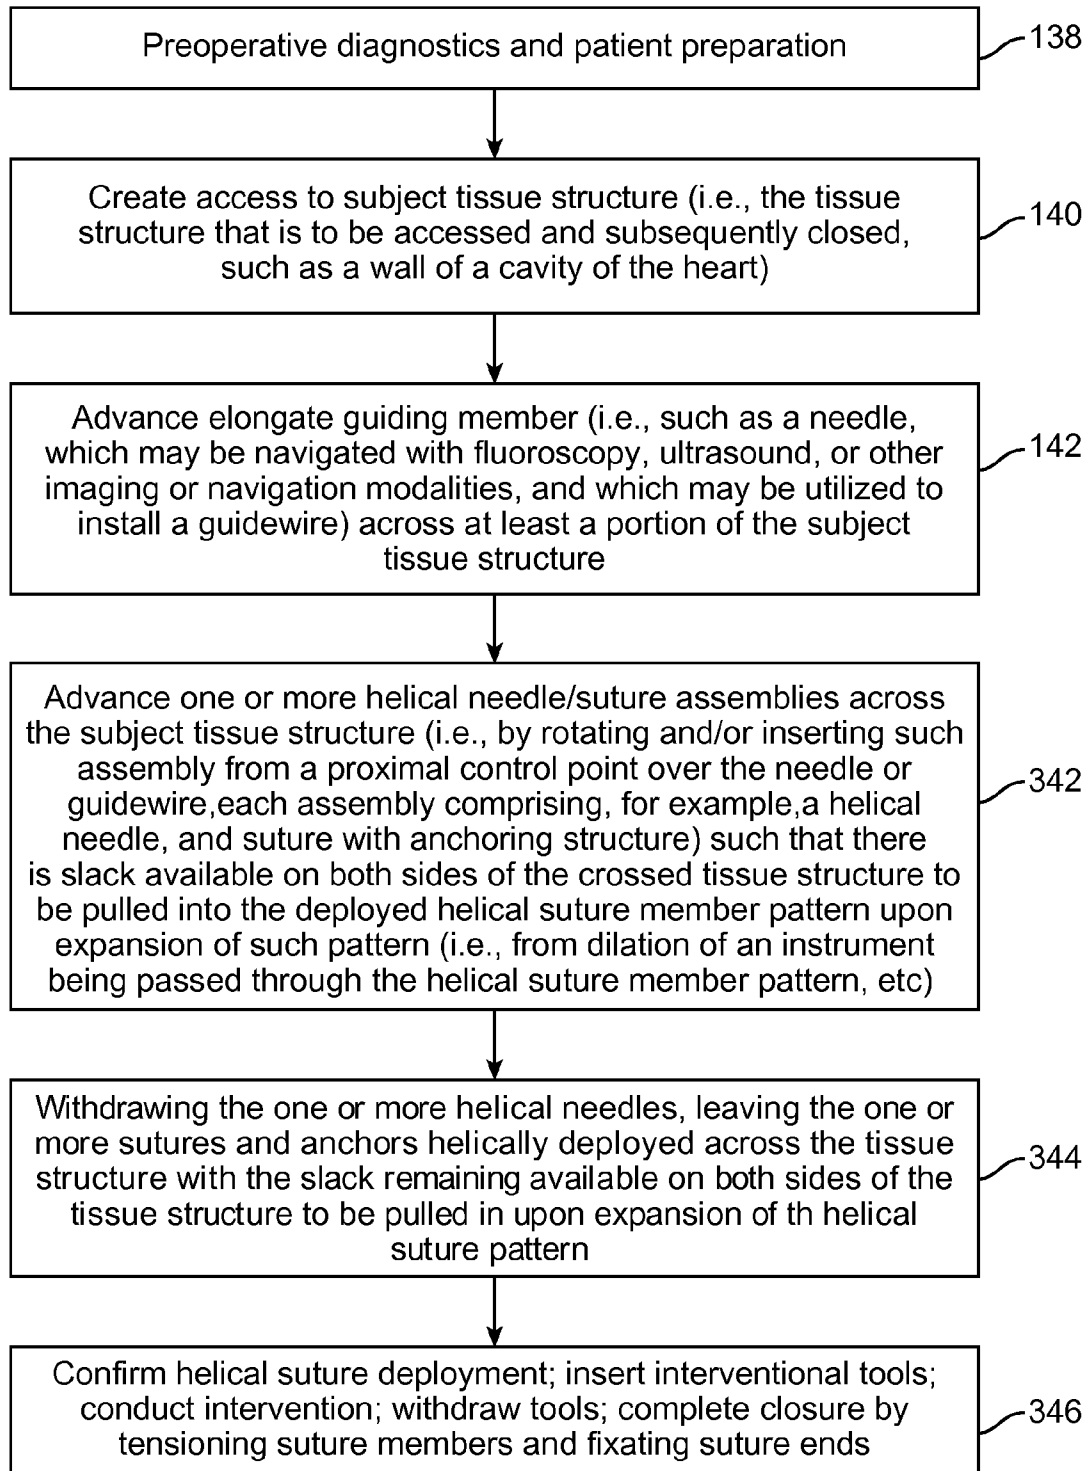 Preoperative diagnostics and patient preparation
138
Create access to subject tissue structure (i.e., the tissue
structure that is to be accessed and subsequently closed,
such as a wall of a cavity of the heart)
140
Advance elongate guiding member (i.e., such as a needle,
which may be navigated with fluoroscopy, ultrasound, or other
imaging or navigation modalities, and which may be utilized to
install a guidewire) across at least a portion of the subject
tissue structure
142
Advance one or more helical needle/suture assemblies across
the subject tissue structure (i.e., by rotating and/or inserting such
assembly from a proximal control point over the needle or
guidewire,each assembly comprising, for example,a helical
needle, and suture with anchoring structure) such that there
is slack available on both sides of the crossed tissue structure to
be pulled into the deployed helical suture member pattern upon
expansion of such pattern (i.e., from dilation of an instrument
being passed through the helical suture member pattern, etc)
342
Withdrawing the one or more helical needles, leaving the one or
more sutures and anchors helically deployed across the tissue
structure with the slack remaining available on both sides of the
tissue structure to be pulled in upon expansion of th helical
suture pattern
344
Confirm helical suture deployment; insert interventional tools;
conduct intervention; withdraw tools; complete closure by
tensioning suture members and fixating suture ends
346